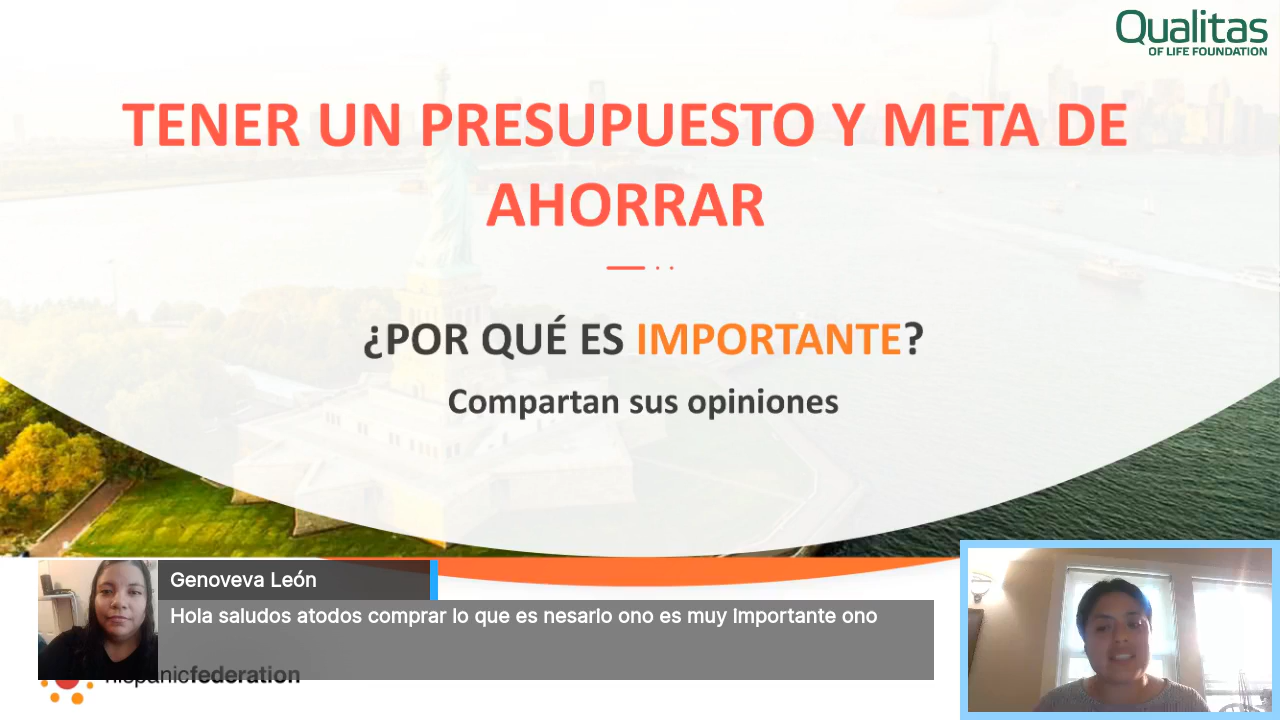 Qualitas
OF LIFE FOUNDATION
TENER UN PRESUPUESTO Y META DE
AHORRAR
¿POR QUÉ ES IMPORTANTE?
Compartan sus opiniones
Genoveva León
Hola saludos atodos comprar lo que es nesario ono es muy importante ono
hispanicfederation